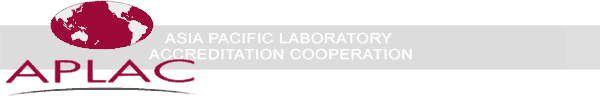 ASIA PACIFIC LABORATORY
ACCREDITATION COOPERATION
APLAC